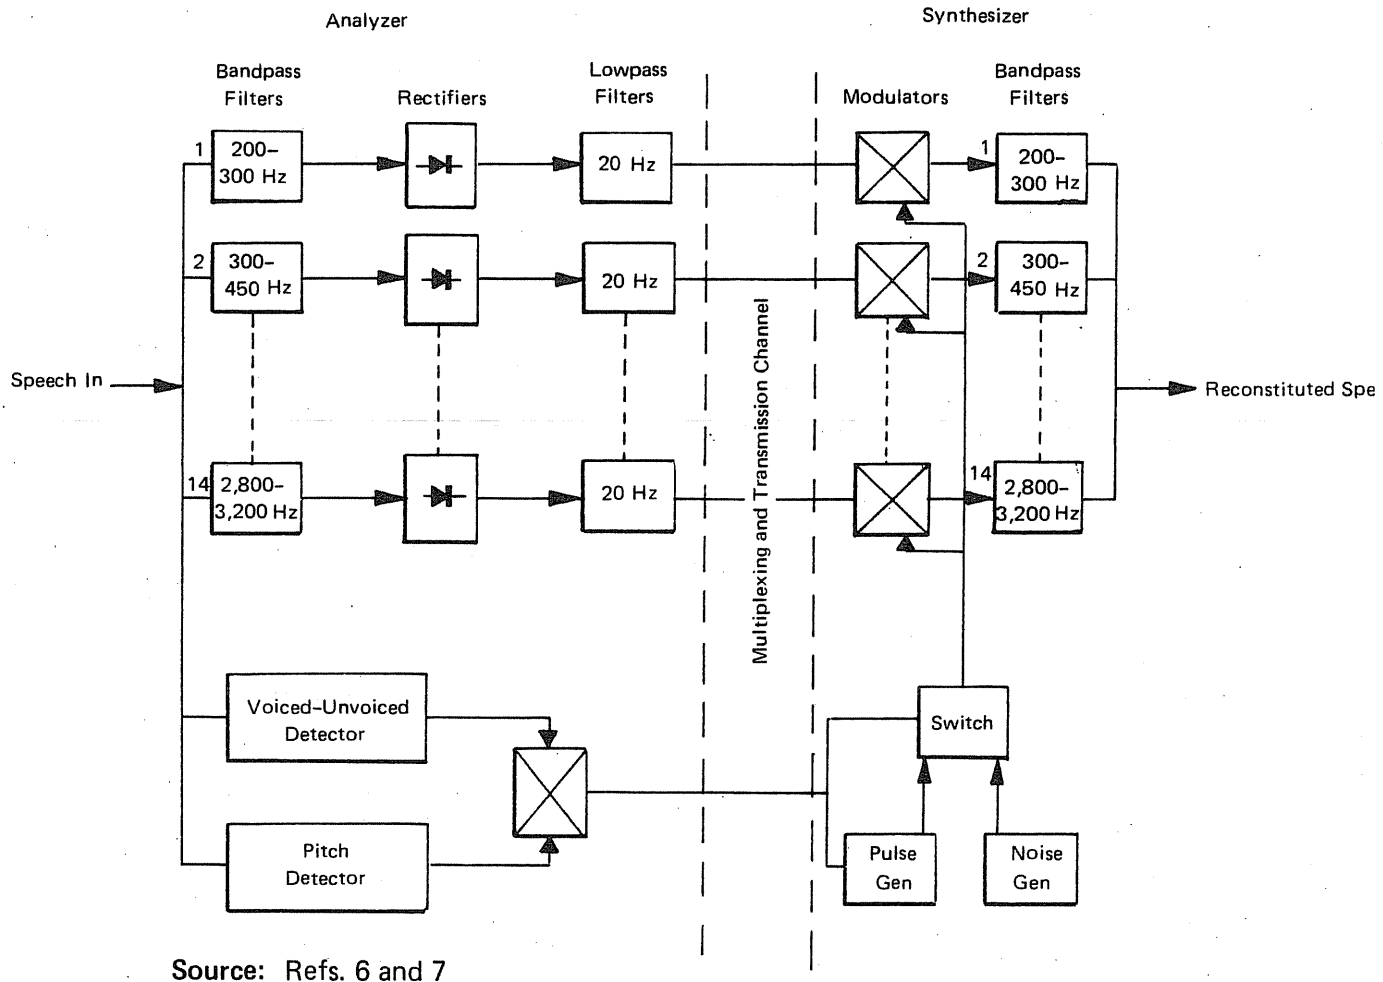 Analyzer
Synthesizer
Bandpass
Filters
Rectifiers
Lowpass
Filters
Modulators
Bandpass
Filters
1
200–
300 Hz
20 Hz
1
200–
300 Hz
2
300–
450 Hz
20 Hz
2
300–
450 Hz
Speech In
Multiplexing and Transmission Channel
Reconstituted Spe
14
2,800–
3,200 Hz
20 Hz
14
2,800–
3,200 Hz
Voiced–Unvoiced
Detector
Switch
Pitch
Detector
Pulse
Gen
Noise
Gen
Source: Refs. 6 and 7